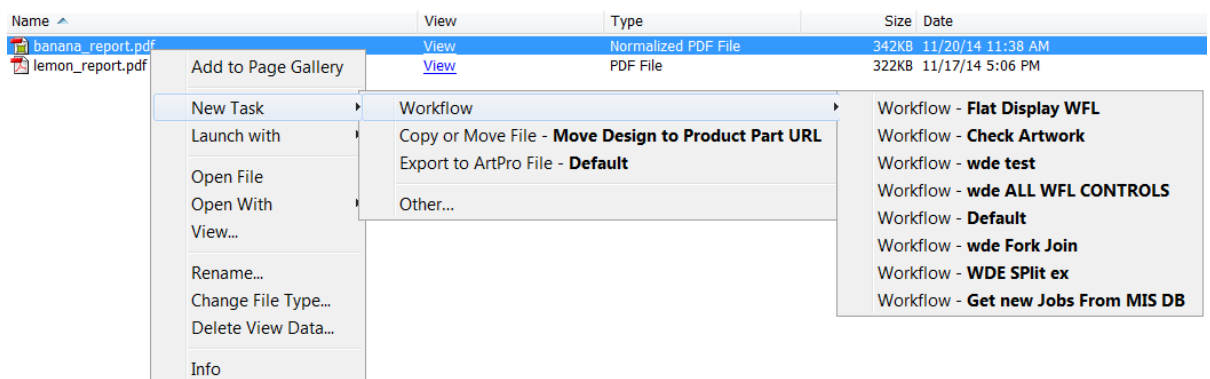 Name View Type Size Date
banana_report.pdf View Normalized PDF File 342KB 11/20/14 11:38 AM
lemon_report.pdf View PDF File 322KB 11/17/14 5:06 PM
Add to Page Gallery
New Task
Launch with
Open File
Open With
View...
Rename...
Change File Type...
Delete View Data...
Info
Workflow
Copy or Move File - Move Design to Product Part URL
Export to ArtPro File - Default
Other...
Workflow - Flat Display WFL
Workflow - Check Artwork
Workflow - wde test
Workflow - wde ALL WFL CONTROLS
Workflow - Default
Workflow - wde Fork Join
Workflow - WDE SPlit ex
Workflow - Get new Jobs From MIS DB